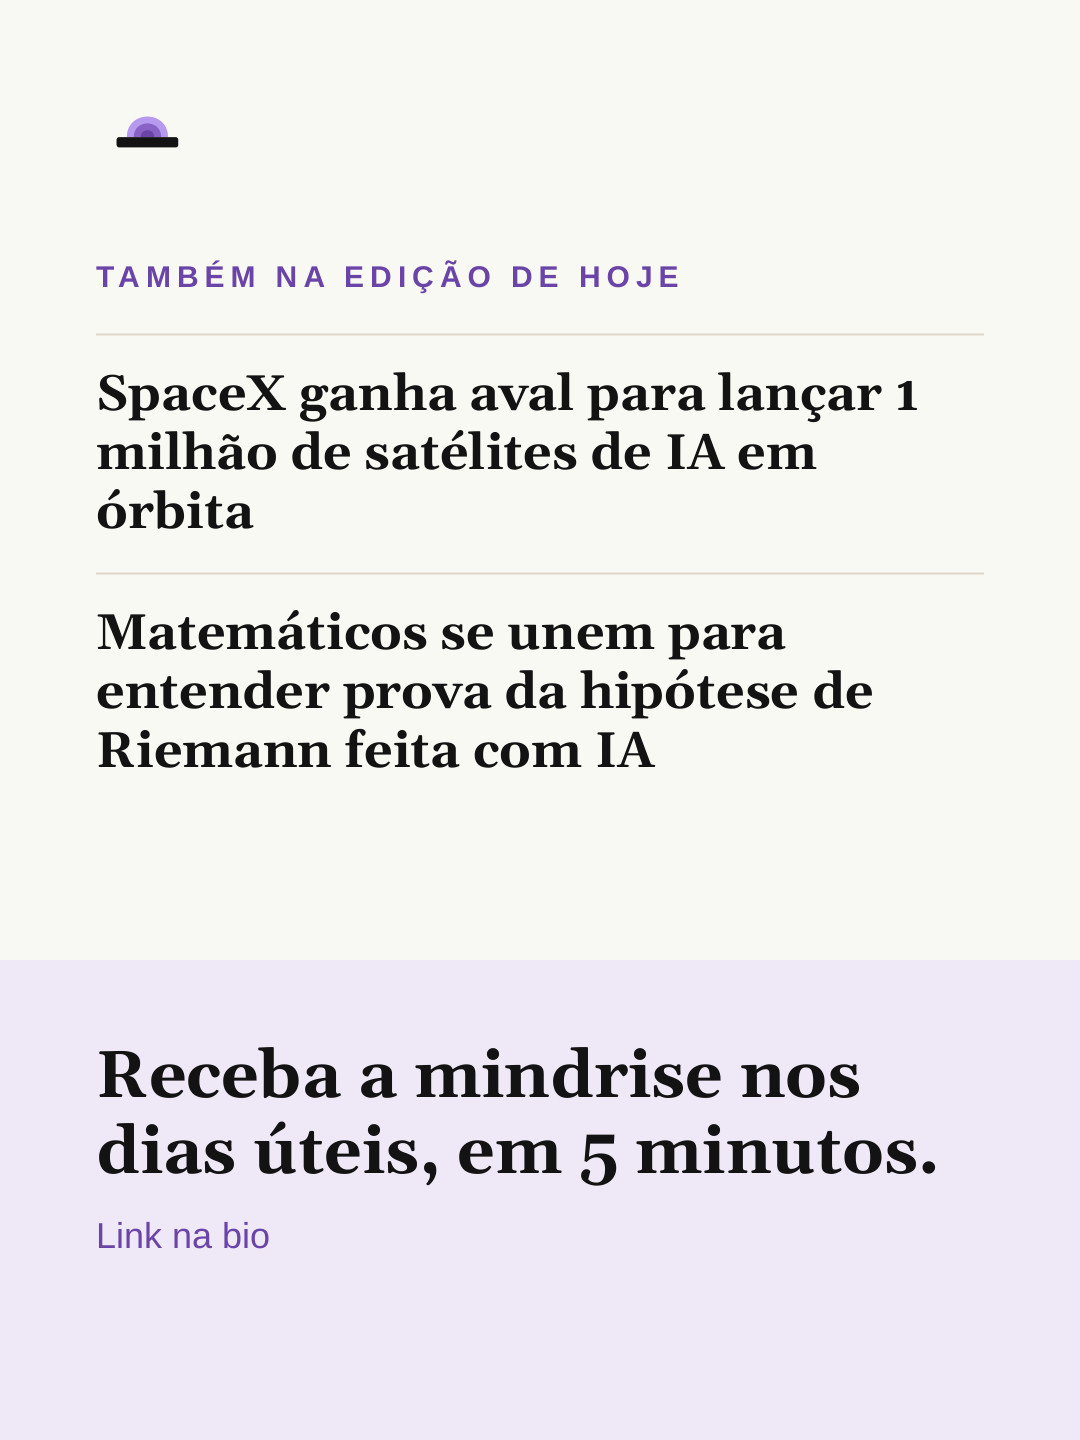 TAMBÉM NA EDIÇÃO DE HOJE
SpaceX ganha aval para lançar 1
milhão de satélites de IA em
órbita
Matemáticos se unem para
entender prova da hipótese de
Riemann feita com IA
Receba a mindrise nos
dias úteis, em 5 minutos.
Link na bio